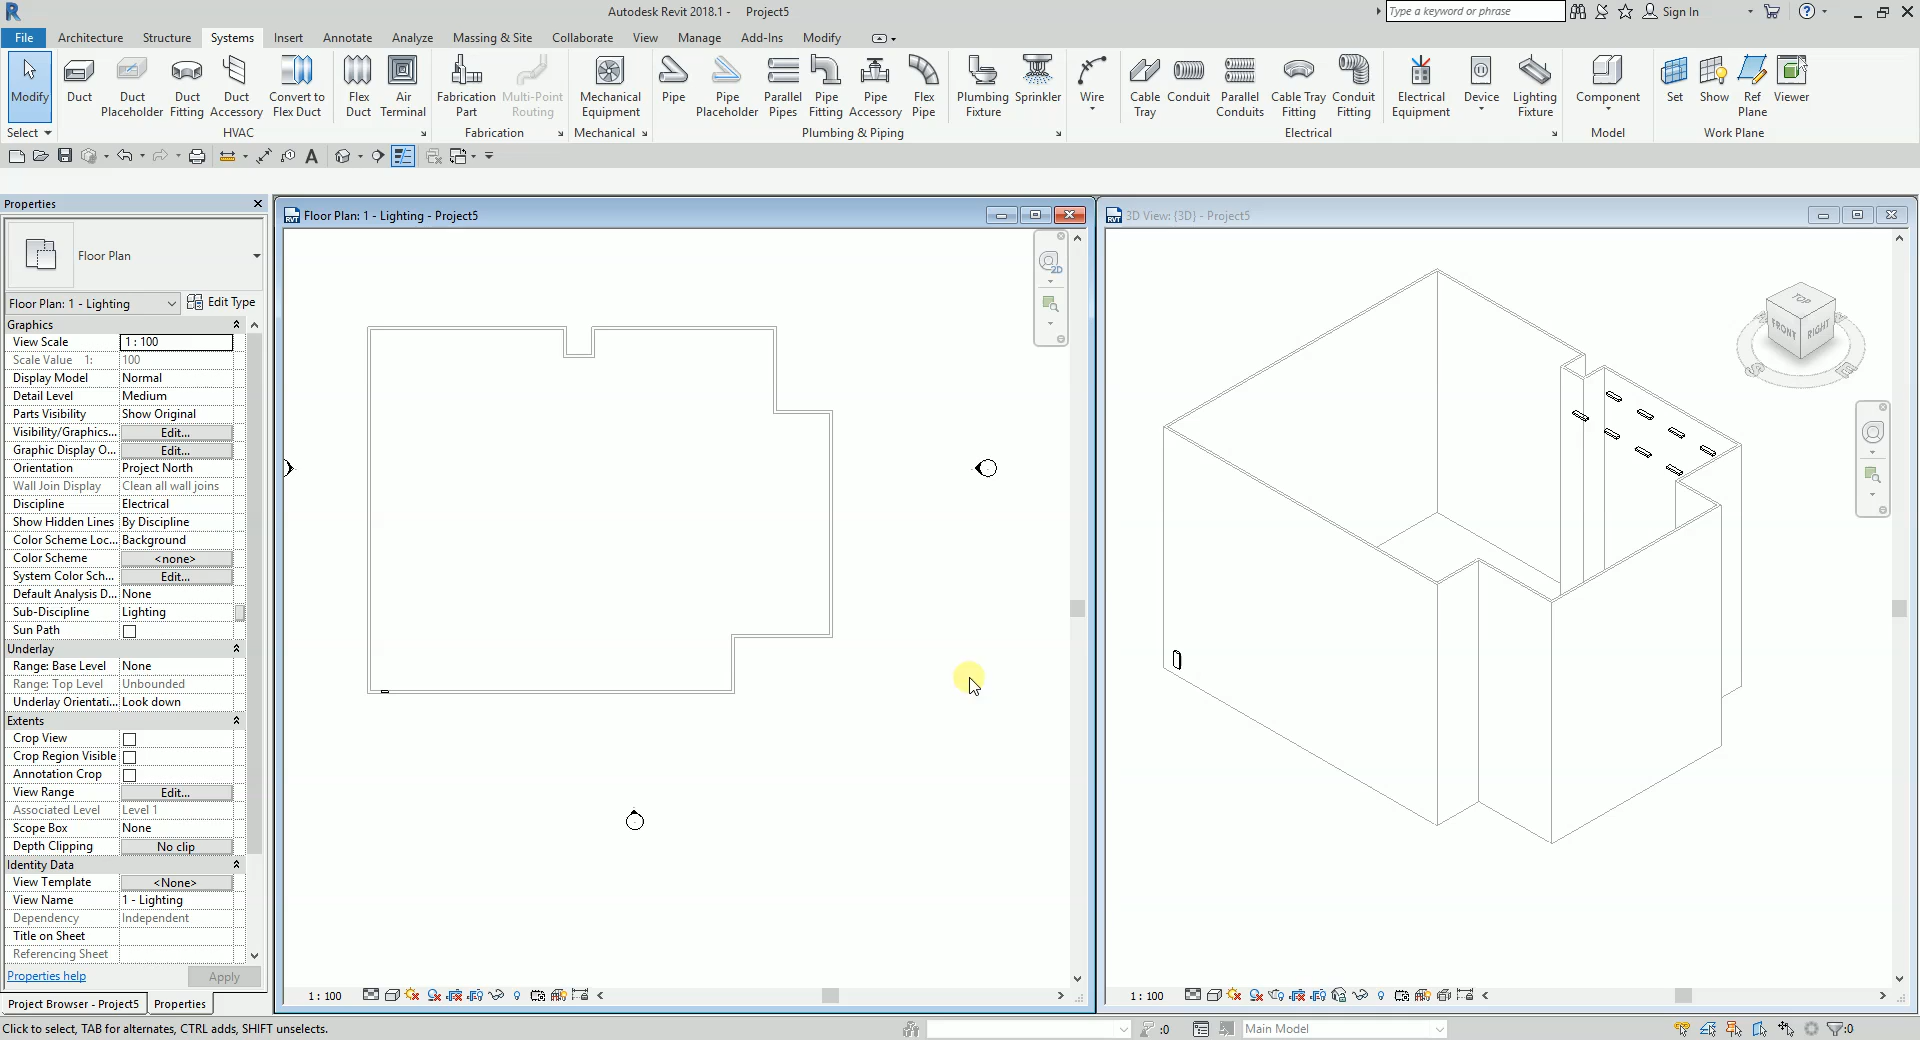 Autodesk Revit 2018.1 - Project5
Type a keyword or phrase
Sign In
File Architecture Structure Systems Insert Annotate Analyze Massing & Site Collaborate View Manage Add-Ins Modify
Modify
Duct
Duct Placeholder
Duct Fitting
Duct Accessory
Convert to Flex Duct
Flex Duct
Air Terminal
Fabrication Part
Multi-Point Routing
Mechanical Equipment
Pipe
Pipe Placeholder
Parallel Pipes
Pipe Fitting
Pipe Accessory
Flex Pipe
Plumbing Fixture
Sprinkler
Wire
Cable Tray
Conduit
Parallel Conduits
Cable Tray Fitting
Conduit Fitting
Electrical Equipment
Device
Lighting Fixture
Component
Set
Show
Ref Plane
Viewer
Select HVAC Fabrication Mechanical Plumbing & Piping Electrical Model Work Plane
Properties
Floor Plan
Floor Plan: 1 - Lighting Edit Type
Graphics
View Scale 1 : 100
Scale Value 1: 100
Display Model Normal
Detail Level Medium
Parts Visibility Show Original
Visibility/Graphics... Edit...
Graphic Display O... Edit...
Orientation Project North
Wall Join Display Clean all wall joins
Discipline Electrical
Show Hidden Lines By Discipline
Color Scheme Loc... Background
Color Scheme <none>
System Color Sch... Edit...
Default Analysis D... None
Sub-Discipline Lighting
Sun Path
Underlay
Range: Base Level None
Range: Top Level Unbounded
Underlay Orientati... Look down
Extents
Crop View
Crop Region Visible
Annotation Crop
View Range Edit...
Associated Level Level 1
Scope Box None
Depth Clipping No clip
Identity Data
View Template <None>
View Name 1 - Lighting
Dependency Independent
Title on Sheet
Referencing Sheet
Properties help Apply
Project Browser - Project5 Properties
Floor Plan: 1 - Lighting - Project5
2D
1 : 100
3D View: {3D} - Project5
TOP
FRONT RIGHT
1 : 100
Click to select, TAB for alternates, CTRL adds, SHIFT unselects.
:0
Main Model
:0